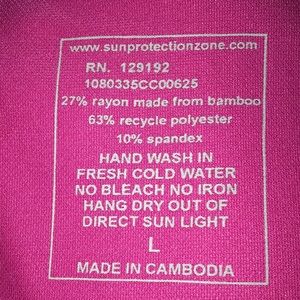 www.sunprotectionzone.com
RN. 129192
1080335CC00625
27% rayon made from bamboo
63% recycle polyester
10% spandex
HAND WASH IN
FRESH COLD WATER
NO BLEACH NO IRON
HANG DRY OUT OF
DIRECT SUN LIGHT
L
MADE IN CAMBODIA